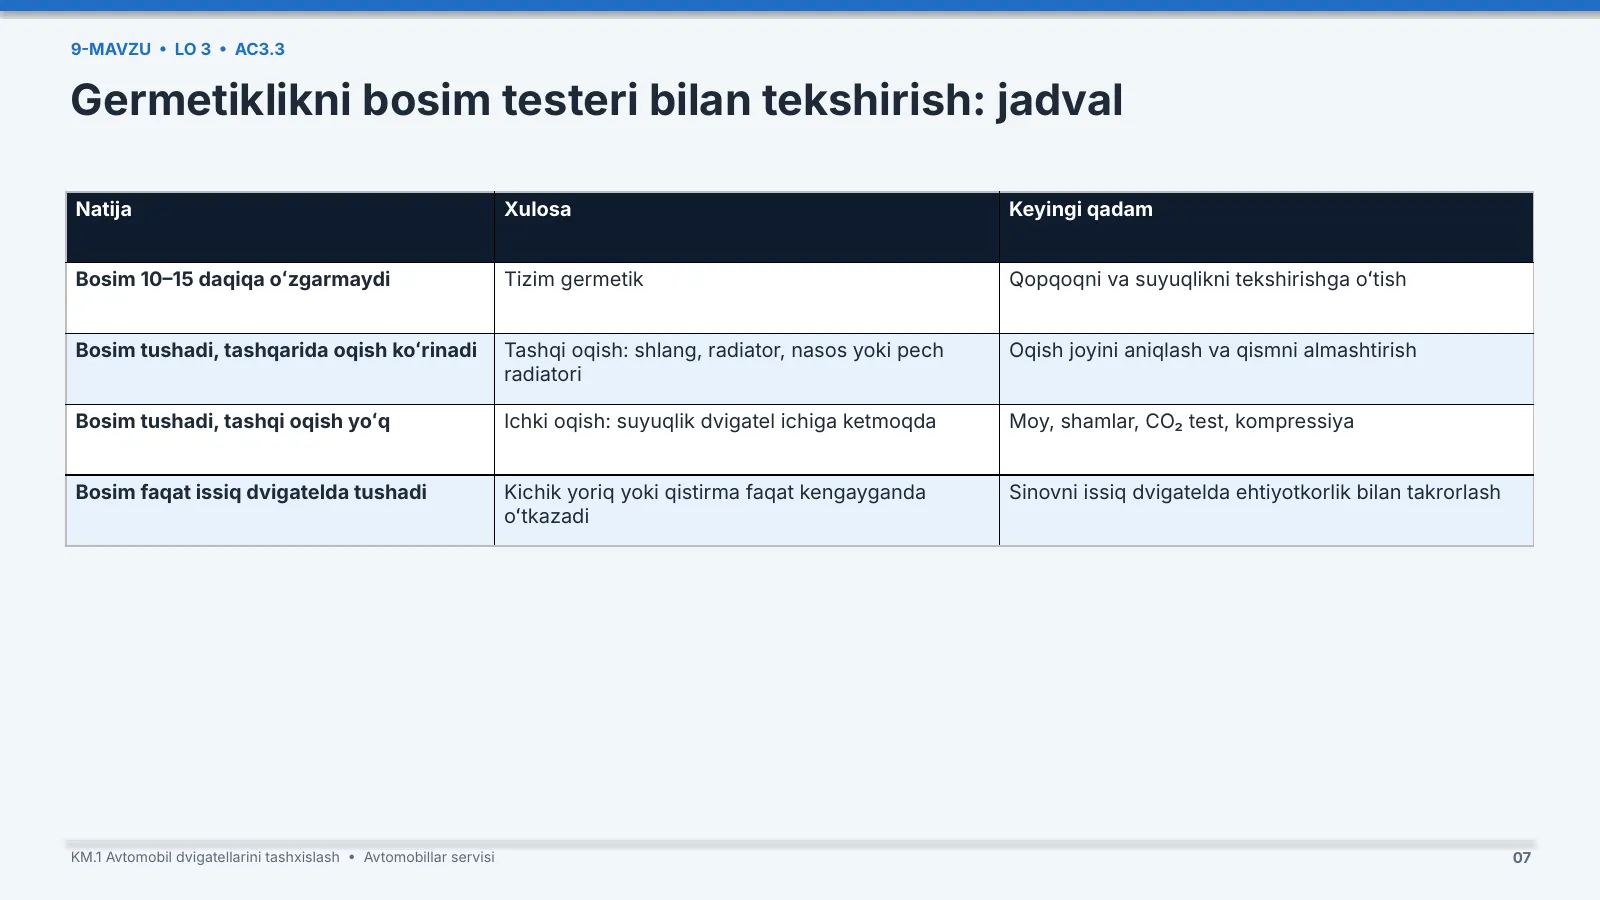 9-MAVZU • LO 3 • AC3.3
Germetiklikni bosim testeri bilan tekshirish: jadval
Natija
Xulosa
Keyingi qadam
Bosim 10–15 daqiqa oʻzgarmaydi
Tizim germetik
Qopqoqni va suyuqlikni tekshirishga oʻtish
Bosim tushadi, tashqarida oqish koʻrinadi
Tashqi oqish: shlang, radiator, nasos yoki pech
radiatori
Oqish joyini aniqlash va qismni almashtirish
Bosim tushadi, tashqi oqish yoʻq
Ichki oqish: suyuqlik dvigatel ichiga ketmoqda
Moy, shamlar, CO₂ test, kompressiya
Bosim faqat issiq dvigatelda tushadi
Kichik yoriq yoki qistirma faqat kengayganda
oʻtkazadi
Sinovni issiq dvigatelda ehtiyotkorlik bilan takrorlash
KM.1 Avtomobil dvigatellarini tashxislash • Avtomobillar servisi
07